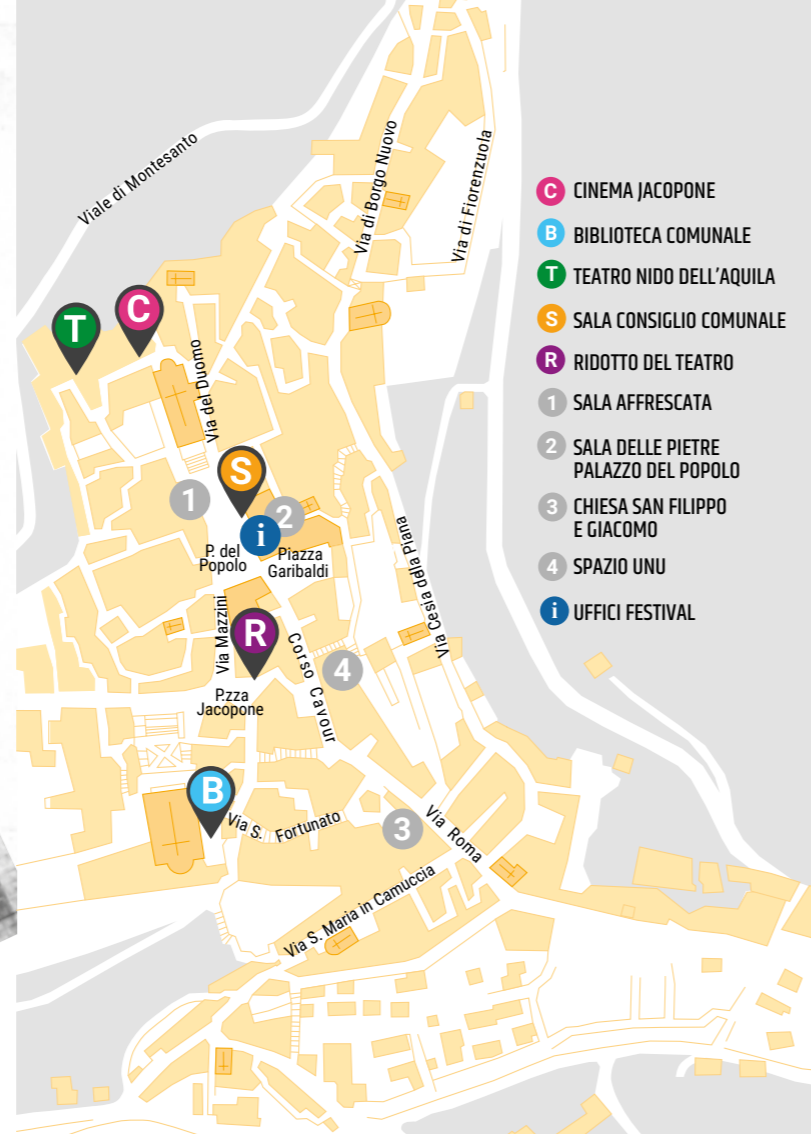 Viale di Montesanto
Via di Borgo Nuovo
Via di Fiorenzuola
C CINEMA JACOPONE
B BIBLIOTECA COMUNALE
T TEATRO NIDO DELL'AQUILA
S SALA CONSIGLIO COMUNALE
R RIDOTTO DEL TEATRO
1 SALA AFFRESCATA
2 SALA DELLE PIETRE
PALAZZO DEL POPOLO
3 CHIESA SAN FILIPPO
E GIACOMO
4 SPAZIO UNU
i UFFICI FESTIVAL
T
C
Via del Duomo
S
1
2
i
P. del
Popolo
Piazza
Garibaldi
Via Cesia della Piana
Via Mazzini
R
Corso Cavour
4
P.zza
Jacopone
B
Via S. Fortunato
3
Via Roma
Via S. Maria in Camuccia